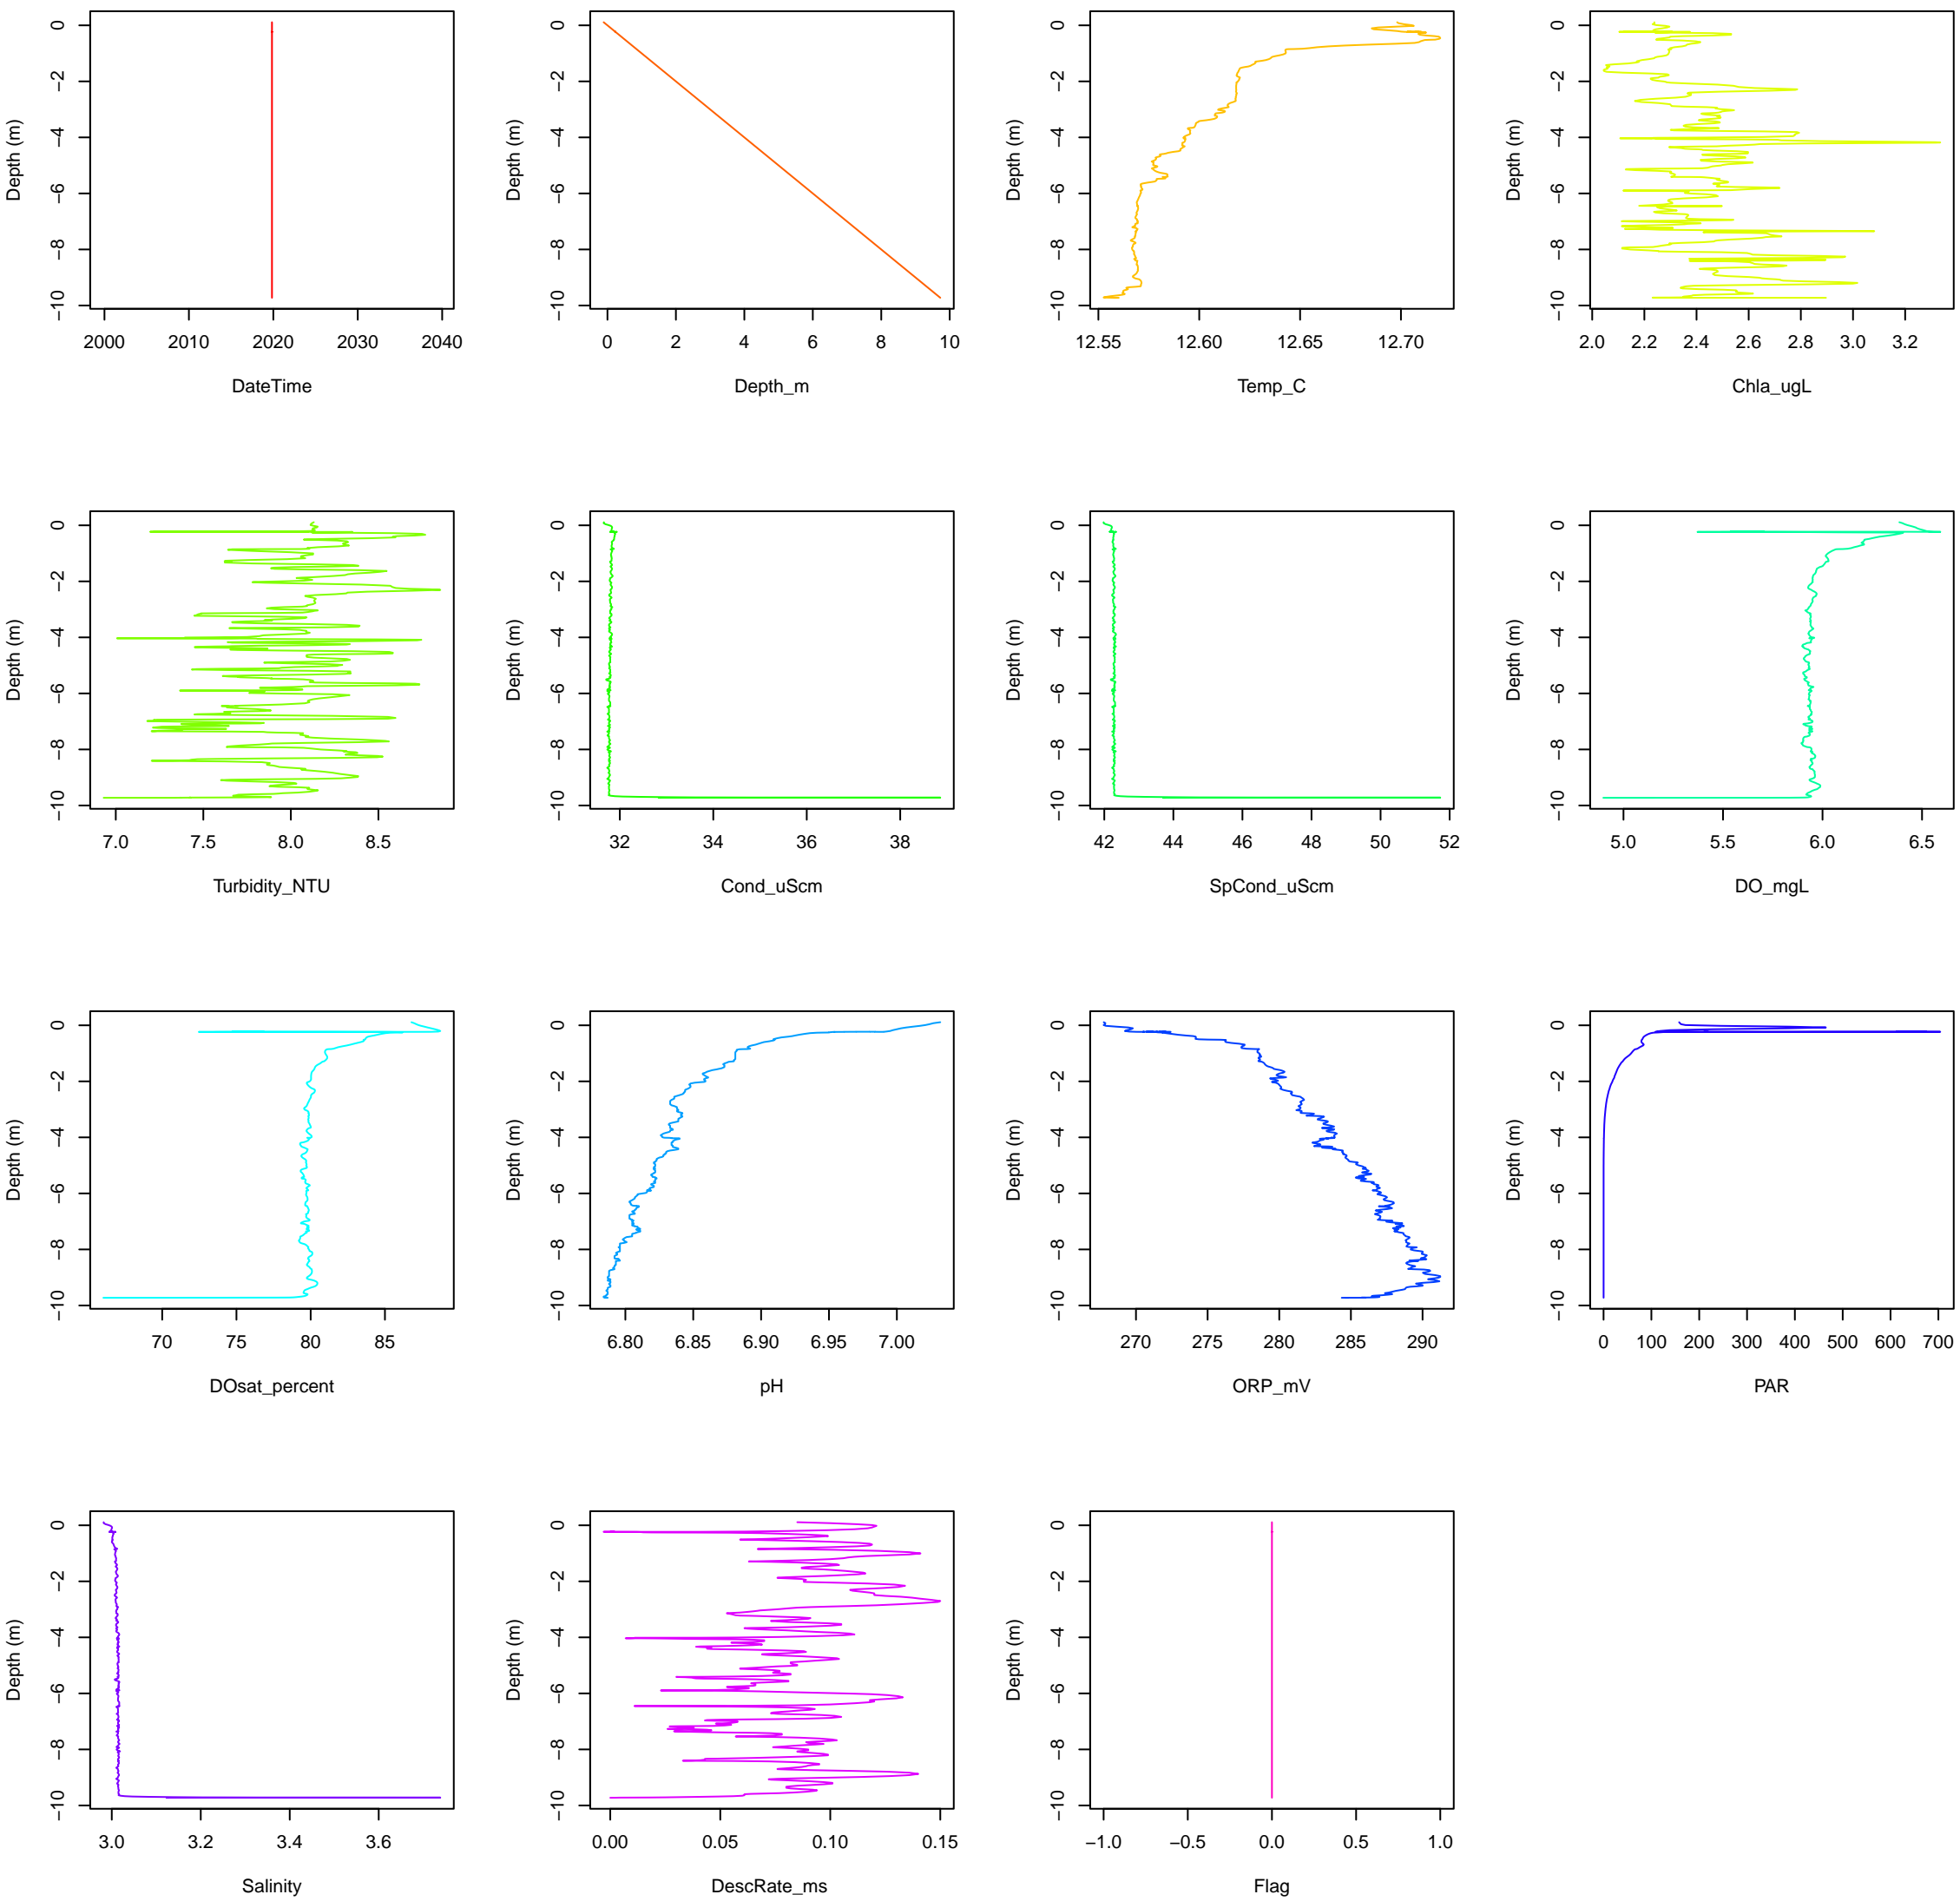 Depth (m)
0
−2
−4
−6
−8
−10
2000 2010 2020 2030 2040
DateTime
Depth (m)
0
−2
−4
−6
−8
−10
0 2 4 6 8 10
Depth_m
Depth (m)
0
−2
−4
−6
−8
−10
12.55 12.60 12.65 12.70
Temp_C
Depth (m)
0
−2
−4
−6
−8
−10
2.0 2.2 2.4 2.6 2.8 3.0 3.2
Chla_ugL
Depth (m)
0
−2
−4
−6
−8
−10
7.0 7.5 8.0 8.5
Turbidity_NTU
Depth (m)
0
−2
−4
−6
−8
−10
32 34 36 38
Cond_uScm
Depth (m)
0
−2
−4
−6
−8
−10
42 44 46 48 50 52
SpCond_uScm
Depth (m)
0
−2
−4
−6
−8
−10
5.0 5.5 6.0 6.5
DO_mgL
Depth (m)
0
−2
−4
−6
−8
−10
70 75 80 85
DOsat_percent
Depth (m)
0
−2
−4
−6
−8
−10
6.80 6.85 6.90 6.95 7.00
pH
Depth (m)
0
−2
−4
−6
−8
−10
270 275 280 285 290
ORP_mV
Depth (m)
0
−2
−4
−6
−8
−10
0 100 200 300 400 500 600 700
PAR
Depth (m)
0
−2
−4
−6
−8
−10
3.0 3.2 3.4 3.6
Salinity
Depth (m)
0
−2
−4
−6
−8
−10
0.00 0.05 0.10 0.15
DescRate_ms
Depth (m)
0
−2
−4
−6
−8
−10
−1.0 −0.5 0.0 0.5 1.0
Flag